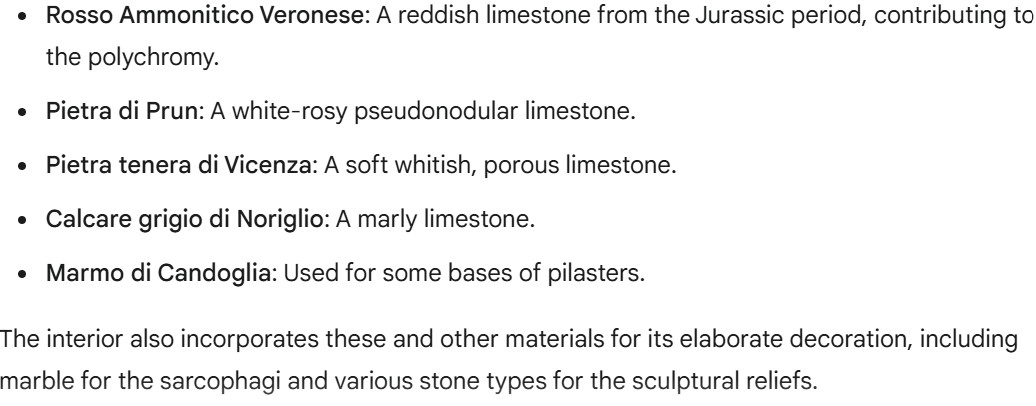 • Rosso Ammonitico Veronese: A reddish limestone from the Jurassic period, contributing to
the polychromy.
• Pietra di Prun: A white-rosy pseudonodular limestone.
• Pietra tenera di Vicenza: A soft whitish, porous limestone.
• Calcare grigio di Noriglio: A marly limestone.
• Marmo di Candoglia: Used for some bases of pilasters.
The interior also incorporates these and other materials for its elaborate decoration, including
marble for the sarcophagi and various stone types for the sculptural reliefs.